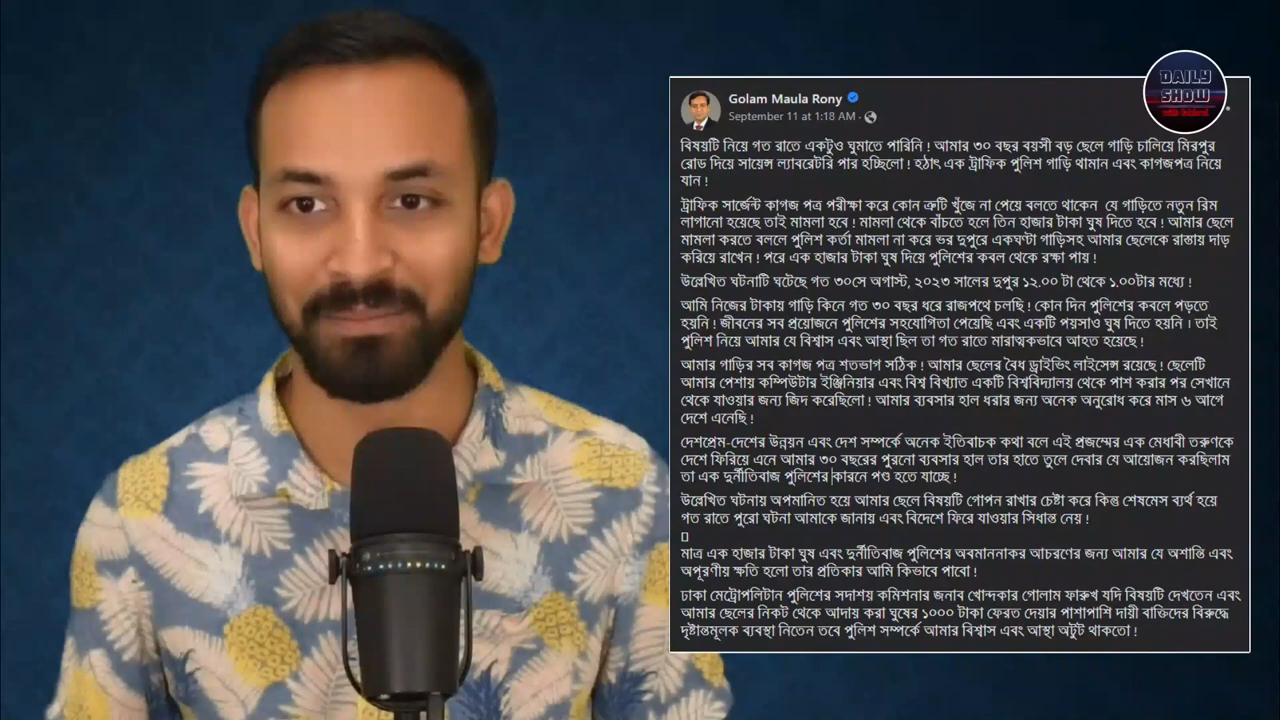 DAILY
SHOW
Golam Maula Rony
September 11 at 1:18 AM ·
বিষয়টি নিয়ে গত রাতে একটুও ঘুমাতে পারিনি ! আমার ৩০ বছর বয়সী বড় ছেলে গাড়ি চালিয়ে মিরপুর
রোড দিয়ে সায়েন্স ল্যাবরেটরি পার হচ্ছিলো ! হঠাৎ এক ট্রাফিক পুলিশ গাড়ি থামান এবং কাগজপত্র নিয়ে
যান !
ট্রাফিক সার্জেন্ট কাগজ পত্র পরীক্ষা করে কোন ত্রুটি খুঁজে না পেয়ে বলতে থাকেন যে গাড়িতে নতুন রিম
লাগানো হয়েছে তাই মামলা হবে ! মামলা থেকে বাঁচতে হলে তিন হাজার টাকা ঘুষ দিতে হবে ! আমার ছেলে
মামলা করতে বললে পুলিশ কর্তা মামলা না করে ভর দুপুরে একঘণ্টা গাড়িসহ আমার ছেলেকে রাস্তায় দাড়
করিয়ে রাখেন ! পরে এক হাজার টাকা ঘুষ দিয়ে পুলিশের কবল থেকে রক্ষা পায় !
উল্লেখিত ঘটনাটি ঘটেছে গত ৩০সে অগাস্ট, ২০২৩ সালের দুপুর ১২.০০ টা থেকে ১.০০টার মধ্যে !
আমি নিজের টাকায় গাড়ি কিনে গত ৩০ বছর ধরে রাজপথে চলছি ! কোন দিন পুলিশের কবলে পড়তে
হয়নি ! জীবনের সব প্রয়োজনে পুলিশের সহযোগিতা পেয়েছি এবং একটি পয়সাও ঘুষ দিতে হয়নি । তাই
পুলিশ নিয়ে আমার যে বিশ্বাস এবং আস্থা ছিল তা গত রাতে মারাত্মকভাবে আহত হয়েছে !
আমার গাড়ির সব কাগজ পত্র শতভাগ সঠিক ! আমার ছেলের বৈধ ড্রাইভিং লাইসেন্স রয়েছে ! ছেলেটি
আমার পেশায় কম্পিউটার ইঞ্জিনিয়ার এবং বিশ্ব বিখ্যাত একটি বিশ্ববিদ্যালয় থেকে পাশ করার পর সেখানে
থেকে যাওয়ার জন্য জিদ করেছিলো ! আমার ব্যবসার হাল ধরার জন্য অনেক অনুরোধ করে মাস ৬ আগে
দেশে এনেছি !
দেশপ্রেম-দেশের উন্নয়ন এবং দেশ সম্পর্কে অনেক ইতিবাচক কথা বলে এই প্রজম্মের এক মেধাবী তরুণকে
দেশে ফিরিয়ে এনে আমার ৩০ বছরের পুরনো ব্যবসার হাল তার হাতে তুলে দেবার যে আয়োজন করছিলাম
তা এক দুর্নীতিবাজ পুলিশের কারনে পণ্ড হতে যাচ্ছে !
উল্লেখিত ঘটনায় অপমানিত হয়ে আমার ছেলে বিষয়টি গোপন রাখার চেষ্টা করে কিন্তু শেষমেস ব্যর্থ হয়ে
গত রাতে পুরো ঘটনা আমাকে জানায় এবং বিদেশে ফিরে যাওয়ার সিধান্ত নেয় !
মাত্র এক হাজার টাকা ঘুষ এবং দুর্নীতিবাজ পুলিশের অবমাননাকর আচরণের জন্য আমার যে অশান্তি এবং
অপূরণীয় ক্ষতি হলো তার প্রতিকার আমি কিভাবে পাবো !
ঢাকা মেট্রোপলিটান পুলিশের সদাশয় কমিশনার জনাব খোন্দকার গোলাম ফারুখ যদি বিষয়টি দেখতেন এবং
আমার ছেলের নিকট থেকে আদায় করা ঘুষের ১০০০ টাকা ফেরত দেয়ার পাশাপাশি দায়ী ব্যক্তিদের বিরুদ্ধে
দৃষ্টান্তমূলক ব্যবস্থা নিতেন তবে পুলিশ সম্পর্কে আমার বিশ্বাস এবং আস্থা অটুট থাকতো !